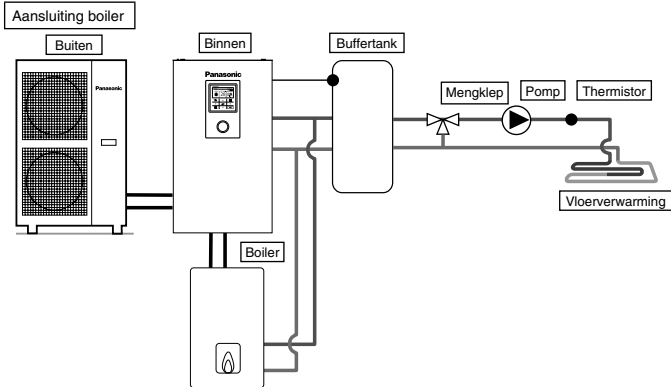 Aansluiting boiler
Buiten
Binnen
Buffertank
Panasonic
Panasonic
Mengklep
Pomp
Thermistor
Vloerverwarming
Boiler